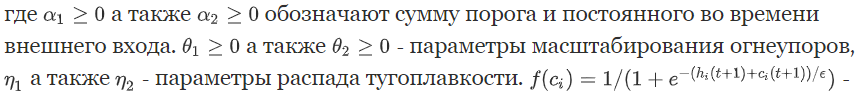 где α₁ ≥ 0 а также α₂ ≥ 0 обозначают сумму порога и постоянного во времени
внешнего входа. θ₁ ≥ 0 а также θ₂ ≥ 0 - параметры масштабирования огнеупоров,
η₁ а также η₂ - параметры распада тугоплавкости. f(cᵢ) = 1/(1 + e^{−(hᵢ(t+1)+cᵢ(t+1))/ϵ}) -